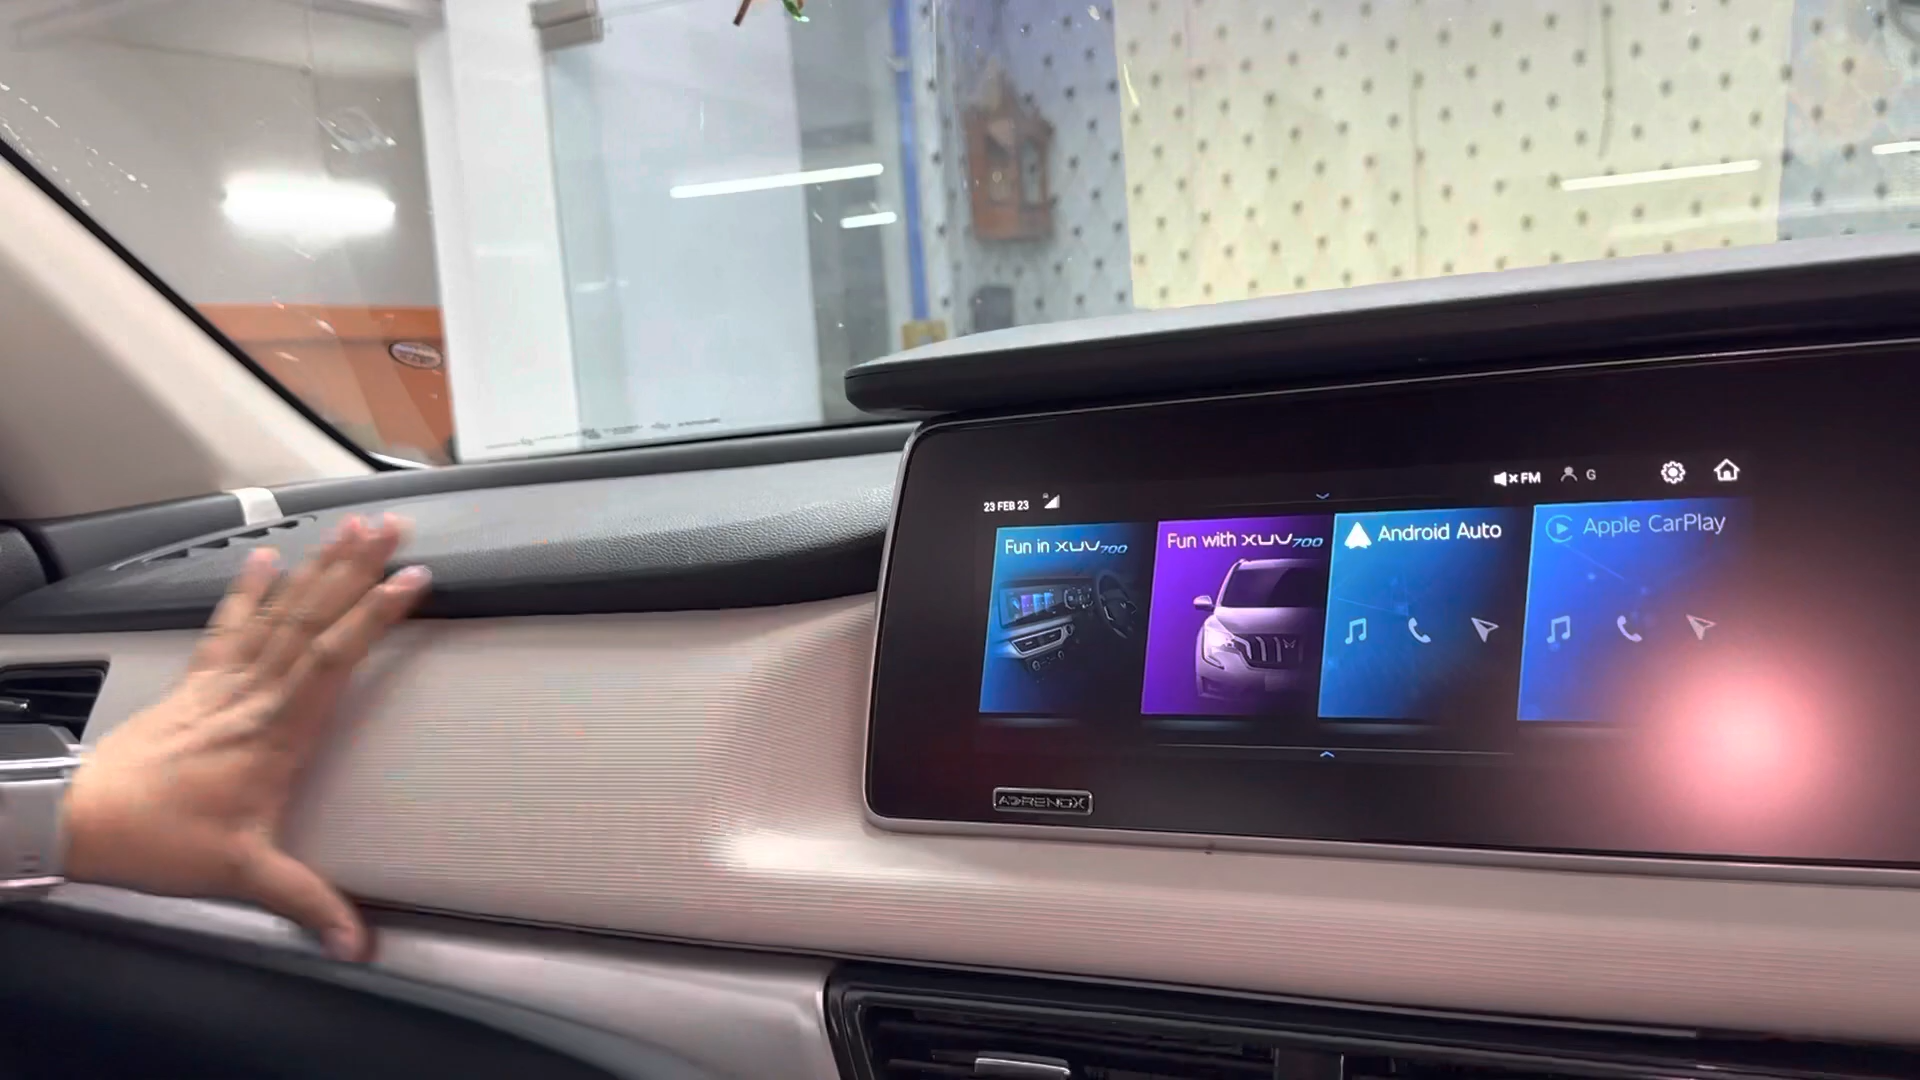 FM
G
23 FEB 23
Fun in XUV700
Fun with XUV700
Android Auto
Apple CarPlay
ADRENOX